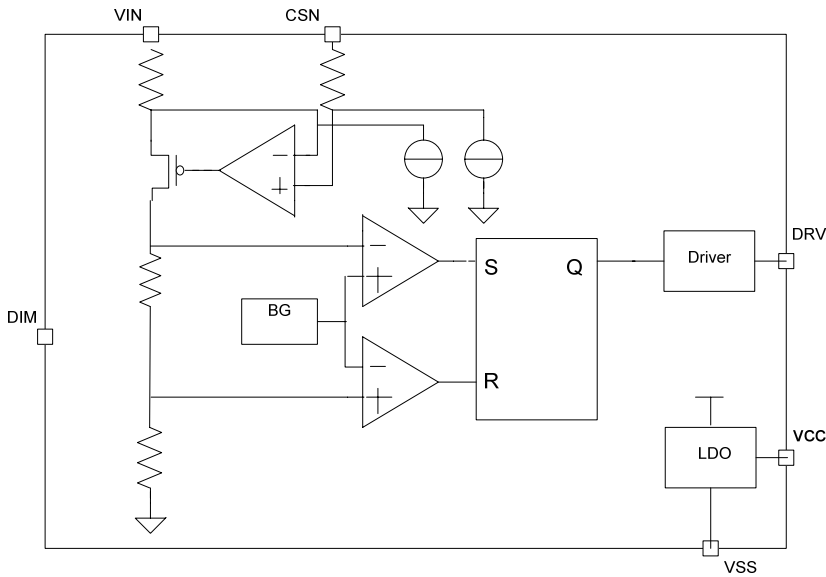 VIN
CSN
−
+
DRV
−
S
Q
Driver
+
BG
DIM
−
R
+
VCC
LDO
VSS